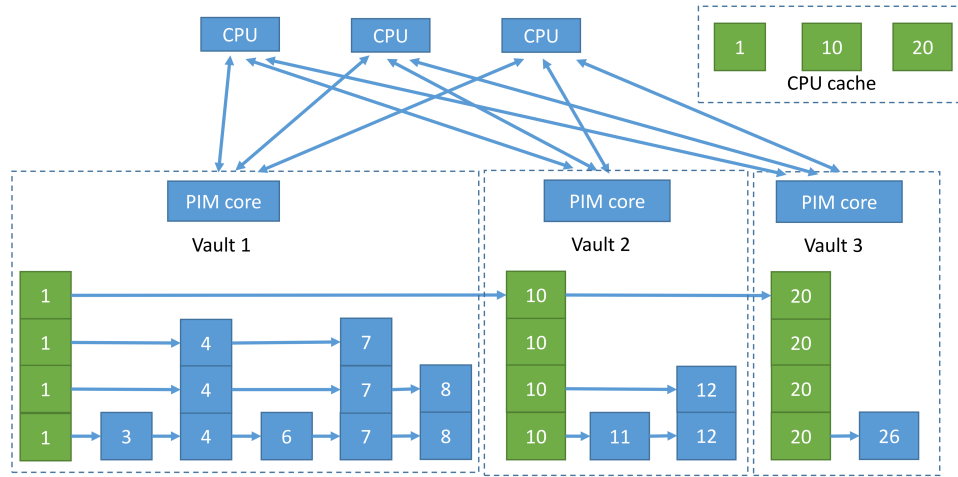 CPU CPU CPU
1 10 20
CPU cache
PIM core PIM core PIM core
Vault 1 Vault 2 Vault 3
1 10 20
1 4 7 10 20
1 4 7 8 10 12 20
1 3 4 6 7 8 10 11 12 20 26